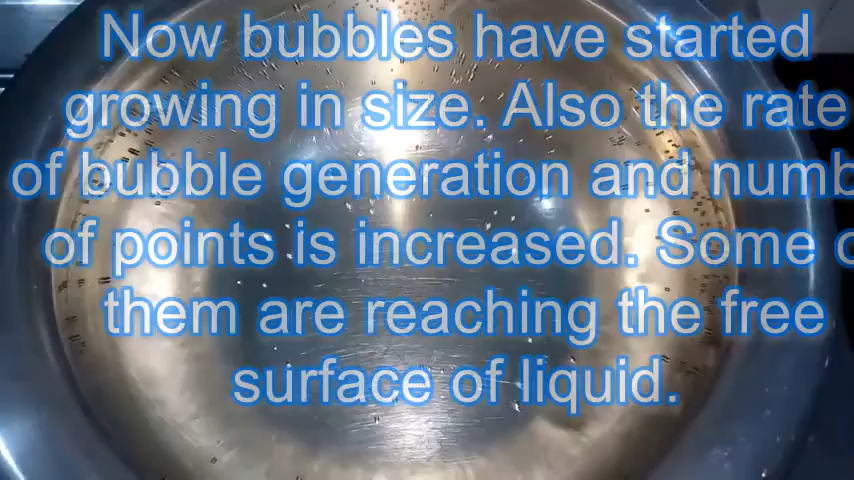 Now bubbles have started
growing in size. Also the rate
of bubble generation and numb
of points is increased. Some o
them are reaching the free
surface of liquid.